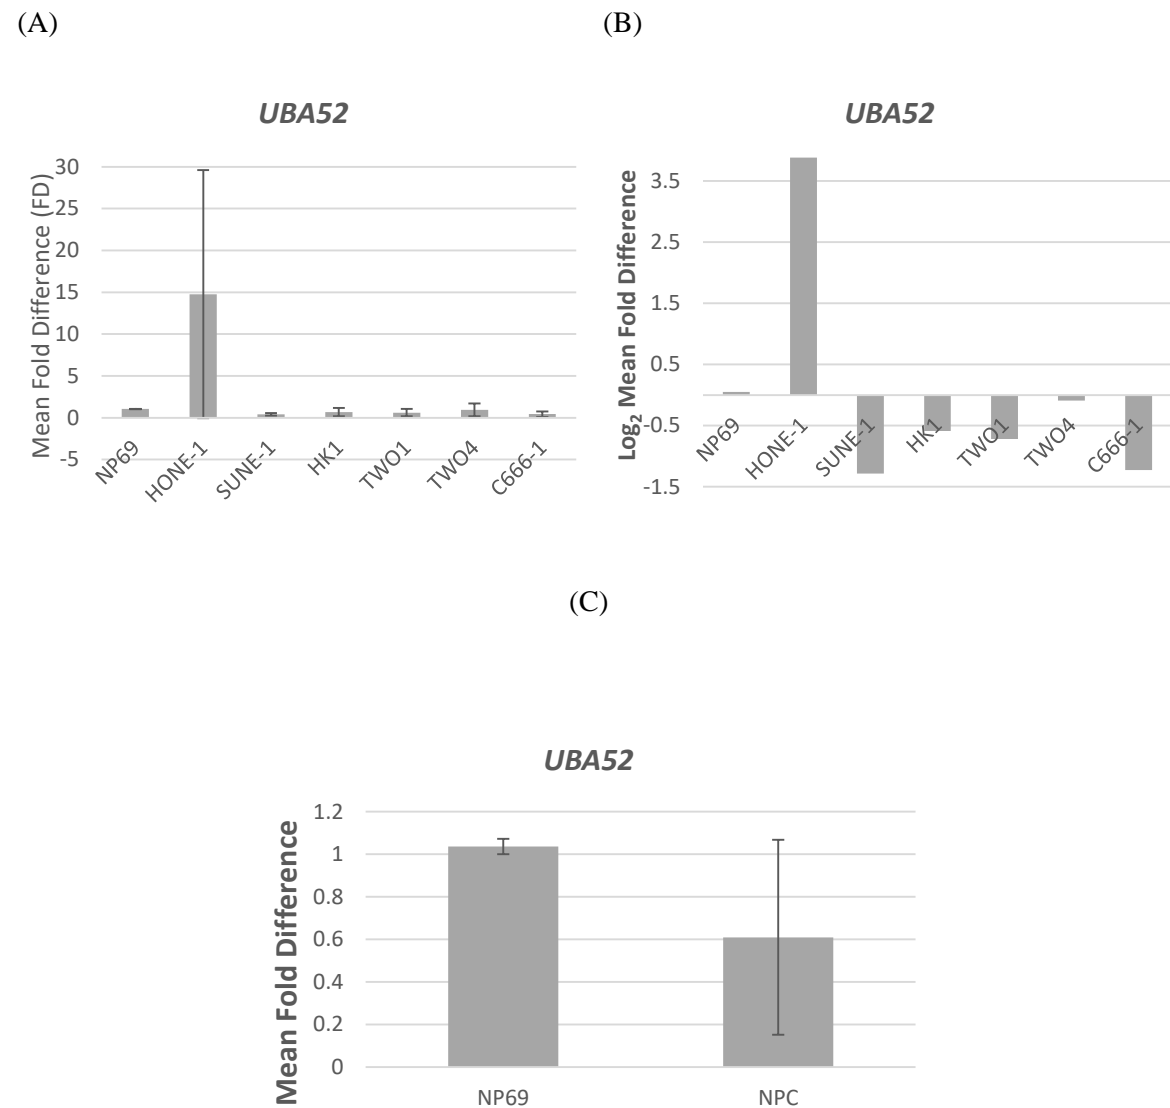 (A)
UBA52
Mean Fold Difference (FD)
30
25
20
15
10
5
0
-5
NP69
HONE-1
SUNE-1
HK1
TWO1
TWO4
C666-1
(B)
UBA52
Log2 Mean Fold Difference
3.5
2.5
1.5
0.5
-0.5
-1.5
NP69
HONE-1
SUNE-1
HK1
TWO1
TWO4
C666-1
(C)
UBA52
Mean Fold Difference
1.2
1
0.8
0.6
0.4
0.2
0
NP69
NPC